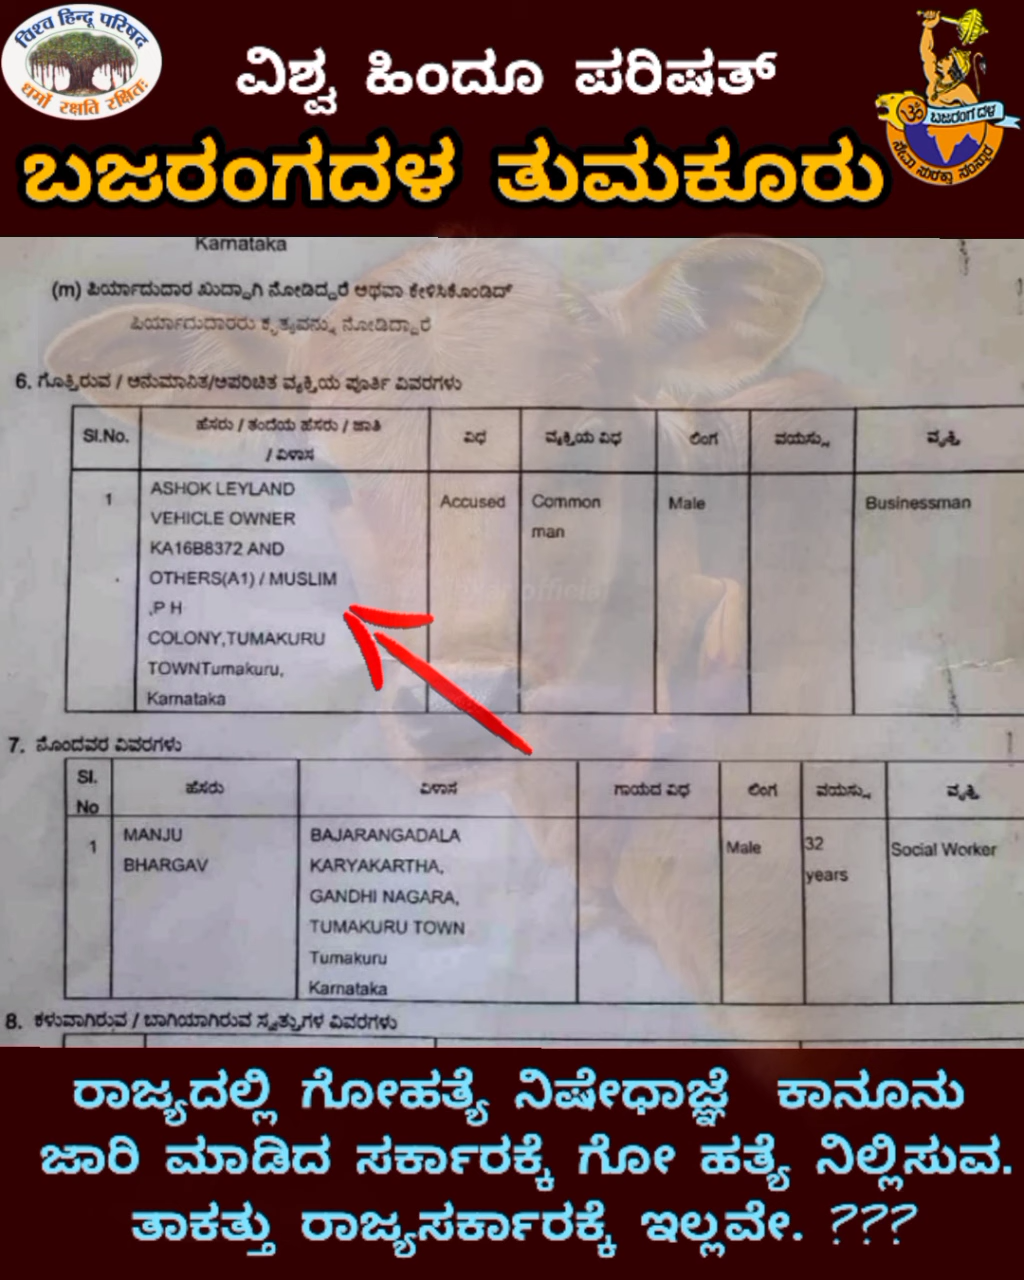 विश्व हिन्दू परिषद
धर्मो रक्षति रक्षितः
ವಿಶ್ವ ಹಿಂದೂ ಪರಿಷತ್
ಬಜರಂಗದಳ
ಸೇವಾ ಸುರಕ್ಷಾ ಸಂಸ್ಕಾರ
ಬಜರಂಗದಳ ತುಮಕೂರು
Karnataka
(m) ಪಿರ್ಯಾದುದಾರ ಖುದ್ದಾಗಿ ನೋಡಿದ್ದರೆ ಅಥವಾ ಕೇಳಿಸಿಕೊಂಡಿದ್
ಪಿರ್ಯಾದುದಾರರು ಕೃತ್ಯವನ್ನು ನೋಡಿದ್ದಾರೆ
6. ಗೊತ್ತಿರುವ / ಅನುಮಾನಿತ/ಅಪರಿಚಿತ ವ್ಯಕ್ತಿಯ ಪೂರ್ತಿ ವಿವರಗಳು
Sl.No. ಹೆಸರು / ತಂದೆಯ ಹೆಸರು / ಜಾತಿ / ವಿಳಾಸ ವಿಧ ವ್ಯಕ್ತಿಯ ವಿಧ ಲಿಂಗ ವಯಸ್ಸು ವೃತ್ತಿ
1 ASHOK LEYLAND Accused Common Male Businessman
VEHICLE OWNER man
KA16B8372 AND
OTHERS(A1) / MUSLIM
,P H
COLONY,TUMAKURU
TOWNTumakuru,
Karnataka
official
7. ನೊಂದವರ ವಿವರಗಳು
Sl. No ಹೆಸರು ವಿಳಾಸ ಗಾಯದ ವಿಧ ಲಿಂಗ ವಯಸ್ಸು ವೃತ್ತಿ
1 MANJU BAJARANGADALA Male 32 Social Worker
BHARGAV KARYAKARTHA, years
GANDHI NAGARA,
TUMAKURU TOWN
Tumakuru
Karnataka
8. ಕಳುವಾಗಿರುವ / ಬಾಗಿಯಾಗಿರುವ ಸ್ವತ್ತುಗಳ ವಿವರಗಳು
ರಾಜ್ಯದಲ್ಲಿ ಗೋಹತ್ಯೆ ನಿಷೇಧಾಜ್ಞೆ ಕಾನೂನು
ಜಾರಿ ಮಾಡಿದ ಸರ್ಕಾರಕ್ಕೆ ಗೋ ಹತ್ಯೆ ನಿಲ್ಲಿಸುವ.
ತಾಕತ್ತು ರಾಜ್ಯಸರ್ಕಾರಕ್ಕೆ ಇಲ್ಲವೇ. ???